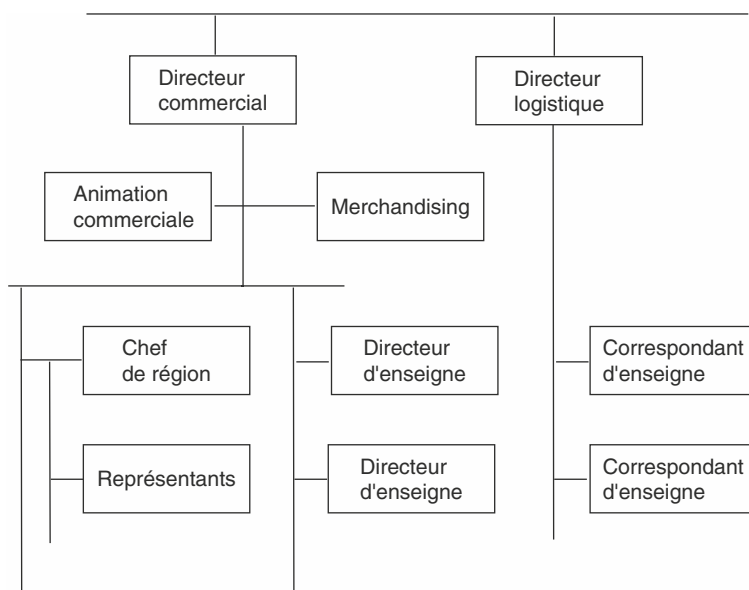 Directeur
commercial
Directeur
logistique
Animation
commerciale
Merchandising
Chef
de région
Directeur
d'enseigne
Correspondant
d'enseigne
Représentants
Directeur
d'enseigne
Correspondant
d'enseigne